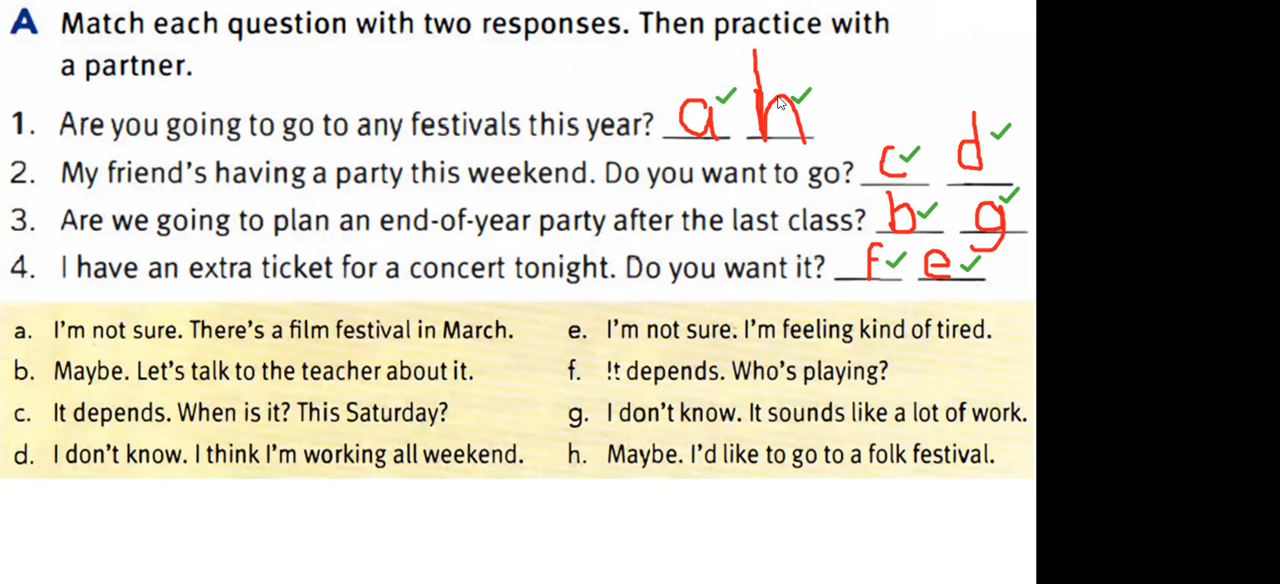 A Match each question with two responses. Then practice with
a partner.
1. Are you going to go to any festivals this year? a h
2. My friend's having a party this weekend. Do you want to go? c d
3. Are we going to plan an end-of-year party after the last class? b g
4. I have an extra ticket for a concert tonight. Do you want it? f e
a. I'm not sure. There's a film festival in March.
b. Maybe. Let's talk to the teacher about it.
c. It depends. When is it? This Saturday?
d. I don't know. I think I'm working all weekend.
e. I'm not sure. I'm feeling kind of tired.
f. It depends. Who's playing?
g. I don't know. It sounds like a lot of work.
h. Maybe. I'd like to go to a folk festival.